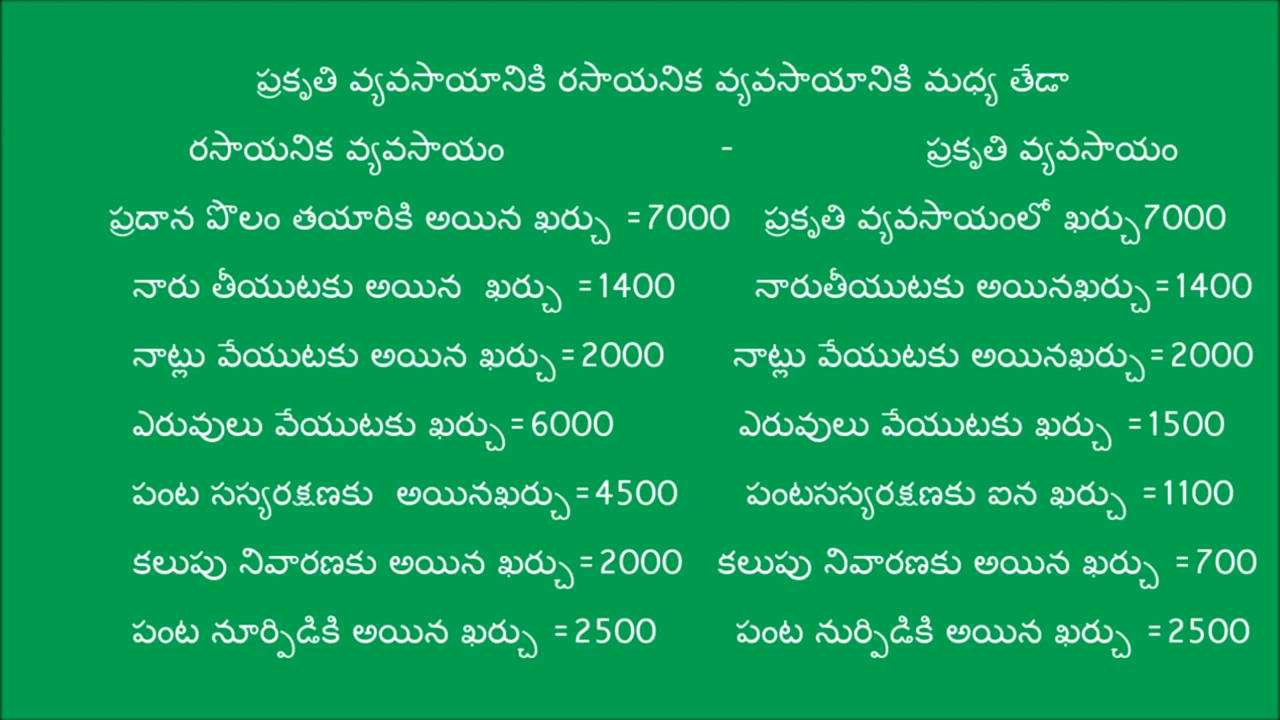 ప్రకృతి వ్యవసాయానికి రసాయనిక వ్యవసాయానికి మధ్య తేడా
రసాయనిక వ్యవసాయం - ప్రకృతి వ్యవసాయం
ప్రదాన పొలం తయారికి అయిన ఖర్చు =7000 ప్రకృతి వ్యవసాయంలో ఖర్చు7000
నారు తీయుటకు అయిన ఖర్చు =1400 నారుతీయుటకు అయినఖర్చు=1400
నాట్లు వేయుటకు అయిన ఖర్చు=2000 నాట్లు వేయుటకు అయినఖర్చు=2000
ఎరువులు వేయుటకు ఖర్చు=6000 ఎరువులు వేయుటకు ఖర్చు =1500
పంట సస్యరక్షణకు అయినఖర్చు=4500 పంటసస్యరక్షణకు ఐన ఖర్చు =1100
కలుపు నివారణకు అయిన ఖర్చు=2000 కలుపు నివారణకు అయిన ఖర్చు =700
పంట నూర్పిడికి అయిన ఖర్చు =2500 పంట నుర్పిడికి అయిన ఖర్చు =2500